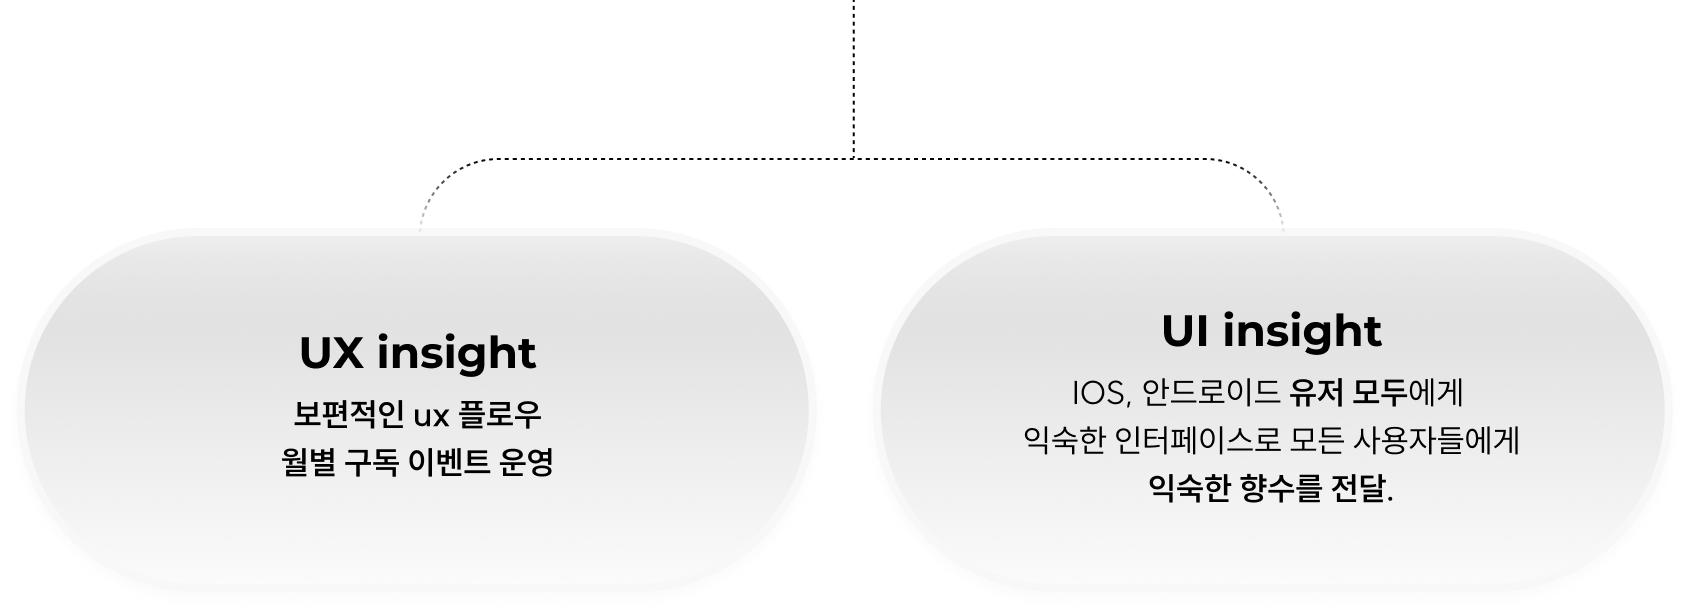 UX insight
보편적인 ux 플로우
월별 구독 이벤트 운영
UI insight
IOS, 안드로이드 유저 모두에게
익숙한 인터페이스로 모든 사용자들에게
익숙한 향수를 전달.